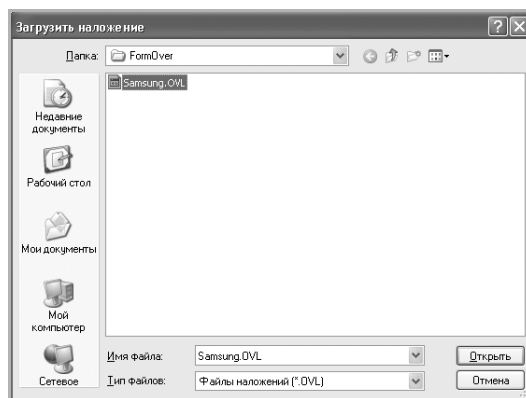 Загрузить наложение
Папка: FormOver
Samsung.OVL
Недавние
документы
Рабочий стол
Мои документы
Мой
компьютер
Сетевое
Имя файла: Samsung.OVL Открыть
Тип файлов: Файлы наложений (*.OVL) Отмена